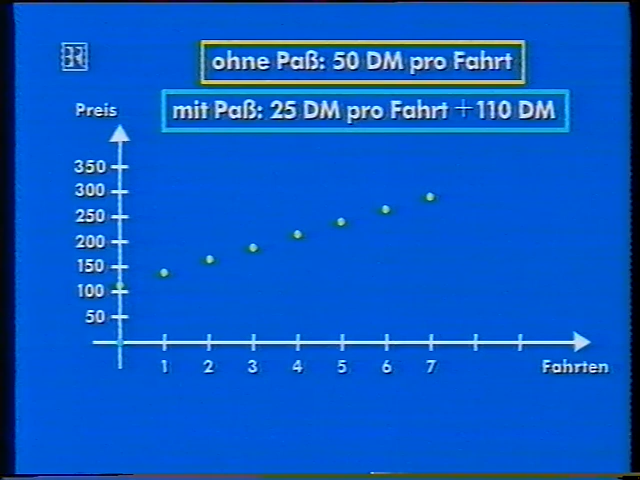 ohne Paß: 50 DM pro Fahrt
mit Paß: 25 DM pro Fahrt + 110 DM
Preis
350
300
250
200
150
100
50
1 2 3 4 5 6 7
Fahrten